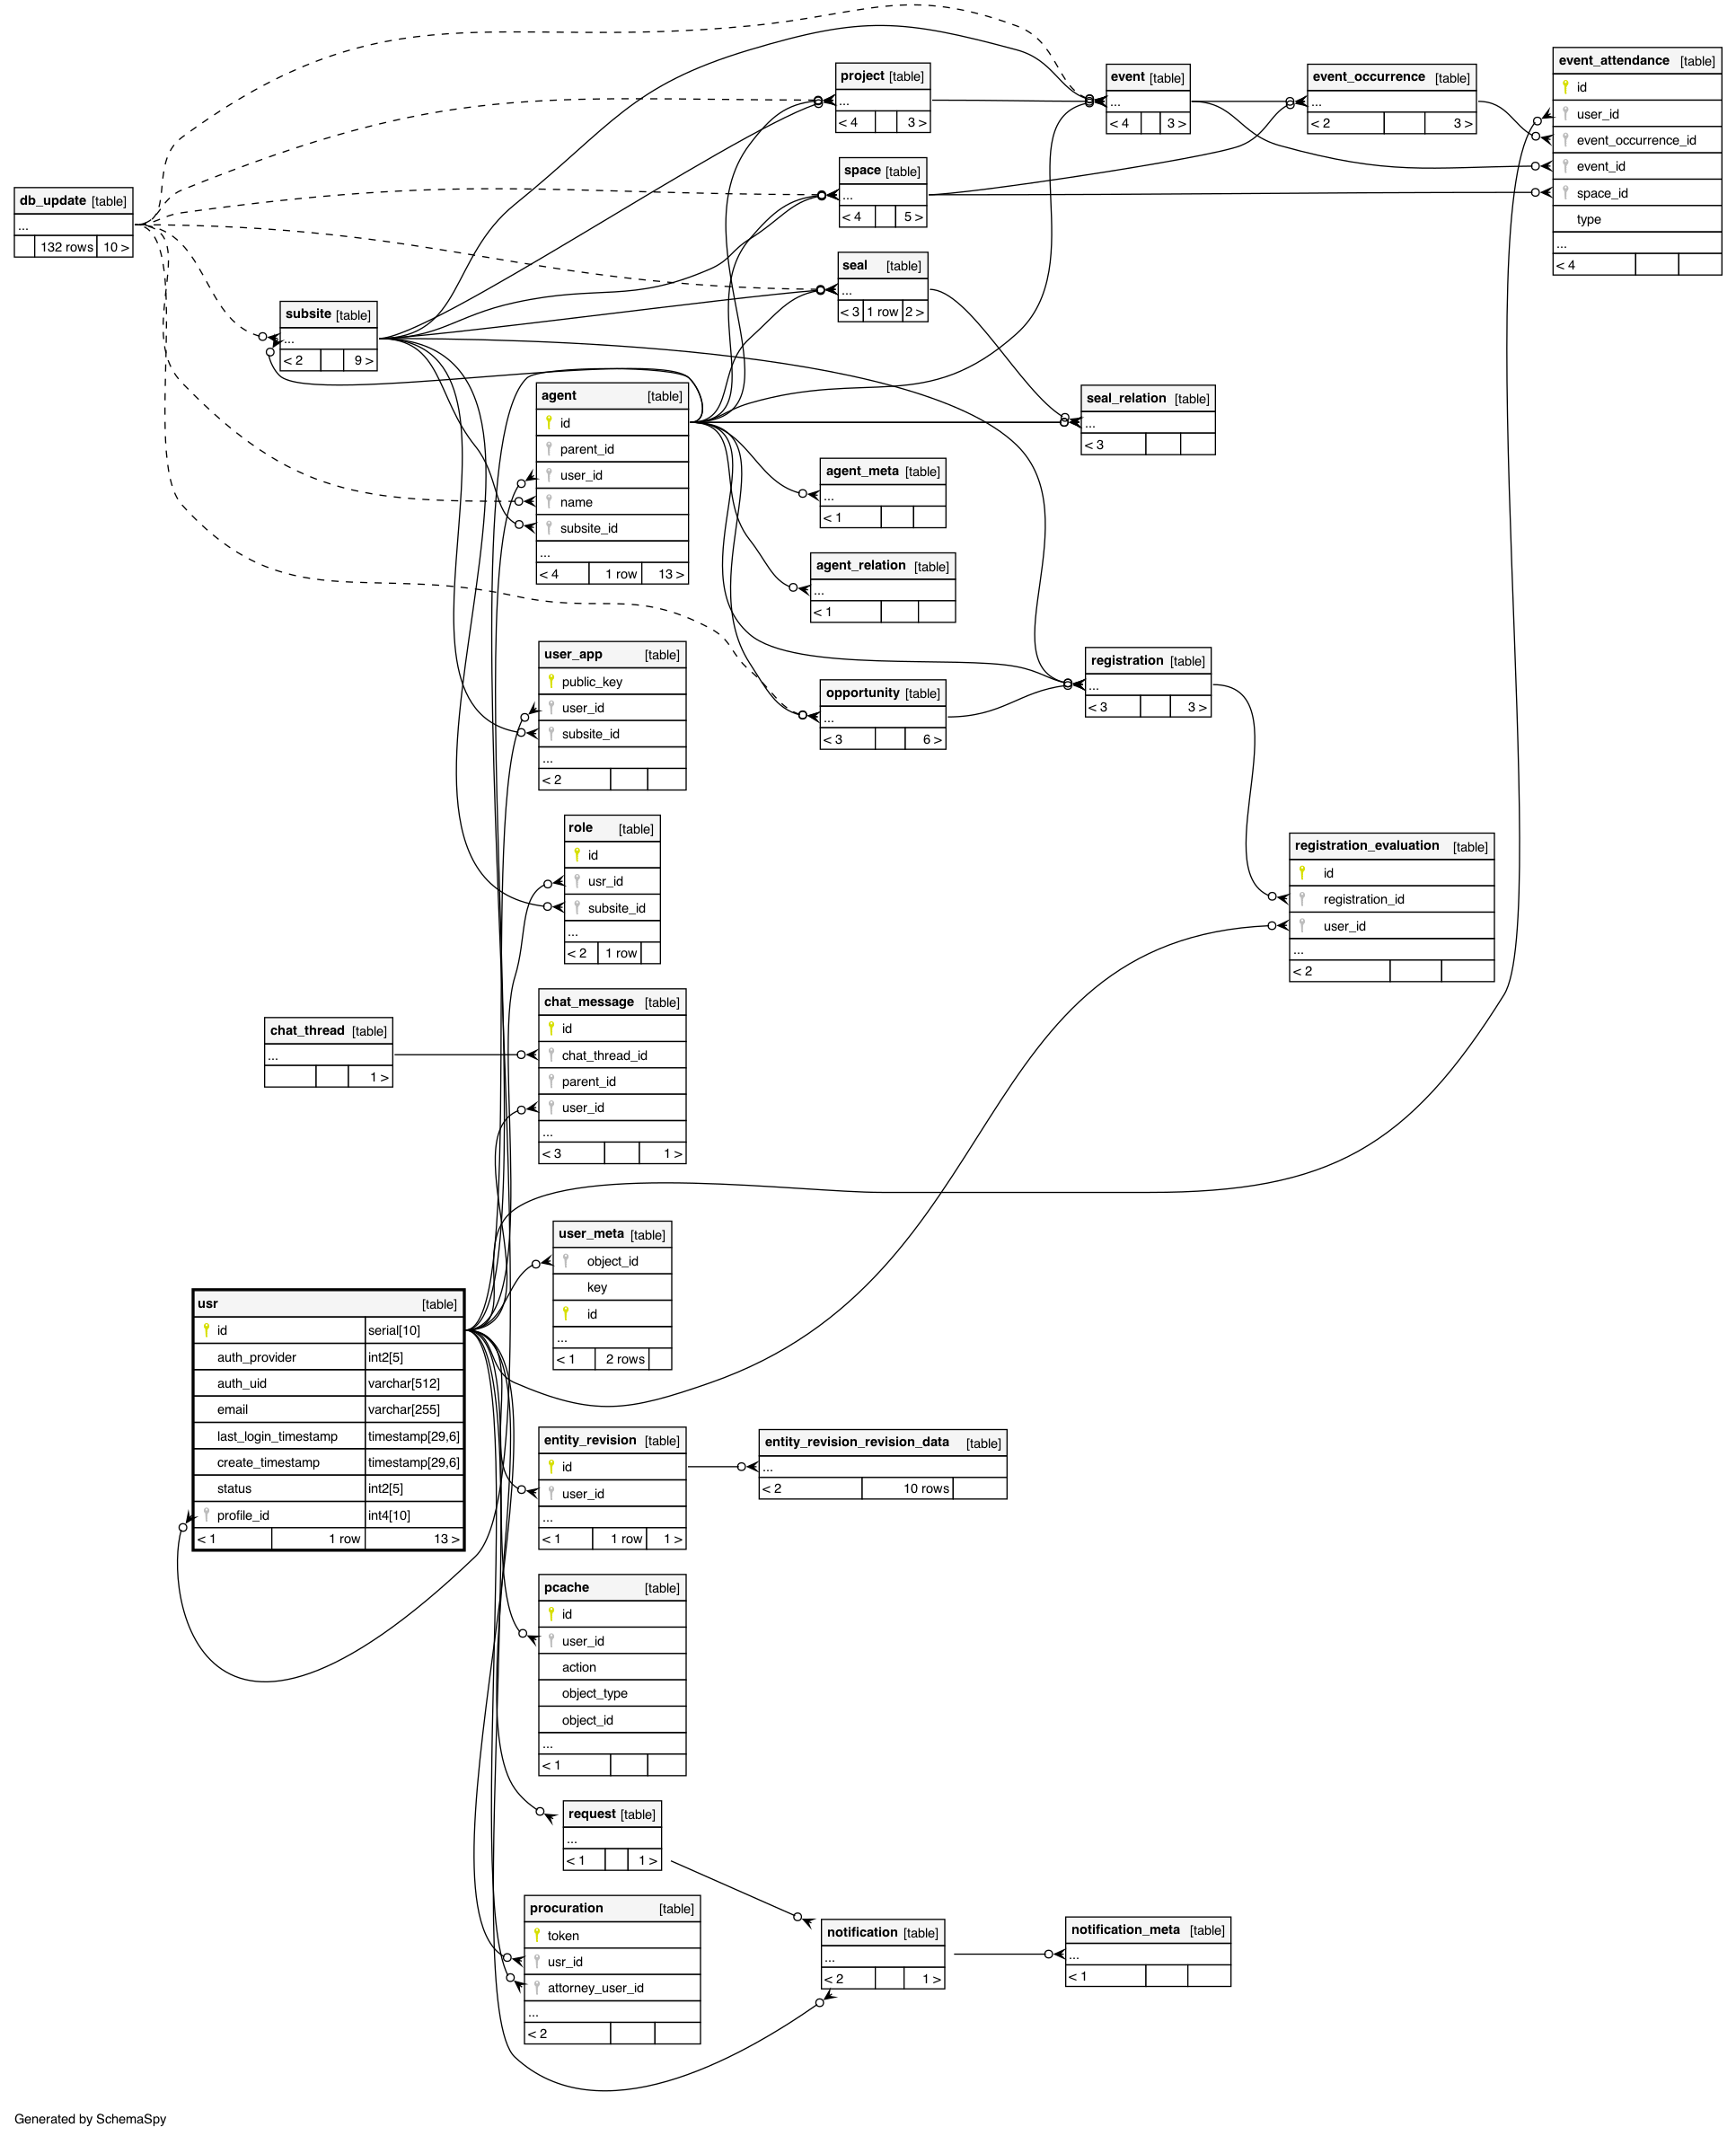 project [table]
...
< 4 3 >
event [table]
...
< 4 3 >
event_occurrence [table]
...
< 2 3 >
event_attendance [table]
id
user_id
event_occurrence_id
event_id
space_id
type
...
< 4
space [table]
...
< 4 5 >
db_update [table]
...
132 rows 10 >
seal [table]
...
< 3 1 row 2 >
subsite [table]
...
< 2 9 >
agent [table]
id
parent_id
user_id
name
subsite_id
...
< 4 1 row 13 >
seal_relation [table]
...
< 3
agent_meta [table]
...
< 1
agent_relation [table]
...
< 1
user_app [table]
public_key
user_id
subsite_id
...
< 2
opportunity [table]
...
< 3 6 >
registration [table]
...
< 3 3 >
role [table]
id
usr_id
subsite_id
...
< 2 1 row
registration_evaluation [table]
id
registration_id
user_id
...
< 2
chat_thread [table]
...
1 >
chat_message [table]
id
chat_thread_id
parent_id
user_id
...
< 3 1 >
user_meta [table]
object_id
key
id
...
< 1 2 rows
usr [table]
id serial[10]
auth_provider int2[5]
auth_uid varchar[512]
email varchar[255]
last_login_timestamp timestamp[29,6]
create_timestamp timestamp[29,6]
status int2[5]
profile_id int4[10]
< 1 1 row 13 >
entity_revision [table]
id
user_id
...
< 1 1 row 1 >
entity_revision_revision_data [table]
...
< 2 10 rows
pcache [table]
id
user_id
action
object_type
object_id
...
< 1
request [table]
...
< 1 1 >
procuration [table]
token
usr_id
attorney_user_id
...
< 2
notification [table]
...
< 2 1 >
notification_meta [table]
...
< 1
Generated by SchemaSpy